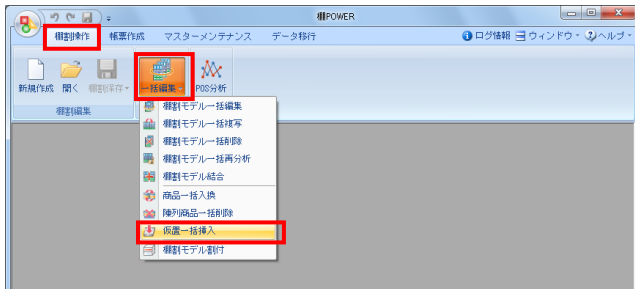 棚POWER
棚割操作 帳票作成 マスターメンテナンス データ移行 ログ情報 ウィンドウ ヘルプ
新規作成 開く 棚割保存 一括編集 POS分析
棚割編集
棚割モデル一括編集
棚割モデル一括複写
棚割モデル一括削除
棚割モデル一括再分析
棚割モデル結合
商品一括入換
陳列商品一括削除
仮置一括挿入
棚割モデル割付